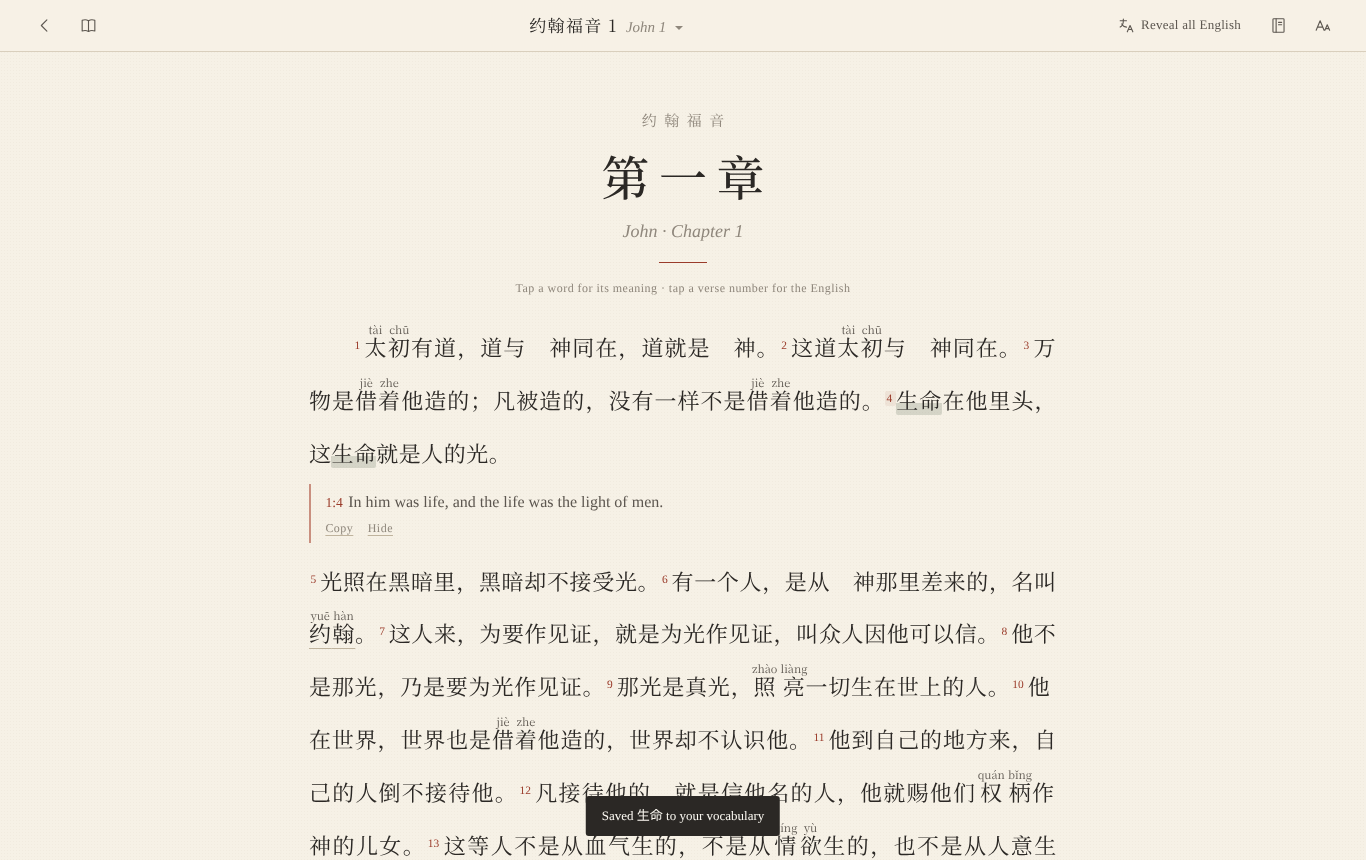 约翰福音 1 John 1
Reveal all English
约翰福音
第一章
John · Chapter 1
Tap a word for its meaning · tap a verse number for the English
tài chū tài chū
1 太初有道，道与　神同在，道就是　神。 2 这道太初与　神同在。 3 万
jiè zhe jiè zhe
物是借着他造的；凡被造的，没有一样不是借着他造的。 4 生命在他里头，
这生命就是人的光。
1:4 In him was life, and the life was the light of men.
Copy Hide
5 光照在黑暗里，黑暗却不接受光。 6 有一个人，是从　神那里差来的，名叫
yuē hàn
约翰。 7 这人来，为要作见证，就是为光作见证，叫众人因他可以信。 8 他不
zhào liàng
是那光，乃是要为光作见证。 9 那光是真光，照亮一切生在世上的人。 10 他
jiè zhe
在世界，世界也是借着他造的，世界却不认识他。 11 他到自己的地方来，自
quán bǐng
己的人倒不接待他。 12 凡接待他的，就是信他名的人，他就赐他们权柄作
íng yù
神的儿女。 13 这等人不是从血气生的，不是从情欲生的，也不是从人意生
Saved 生命 to your vocabulary